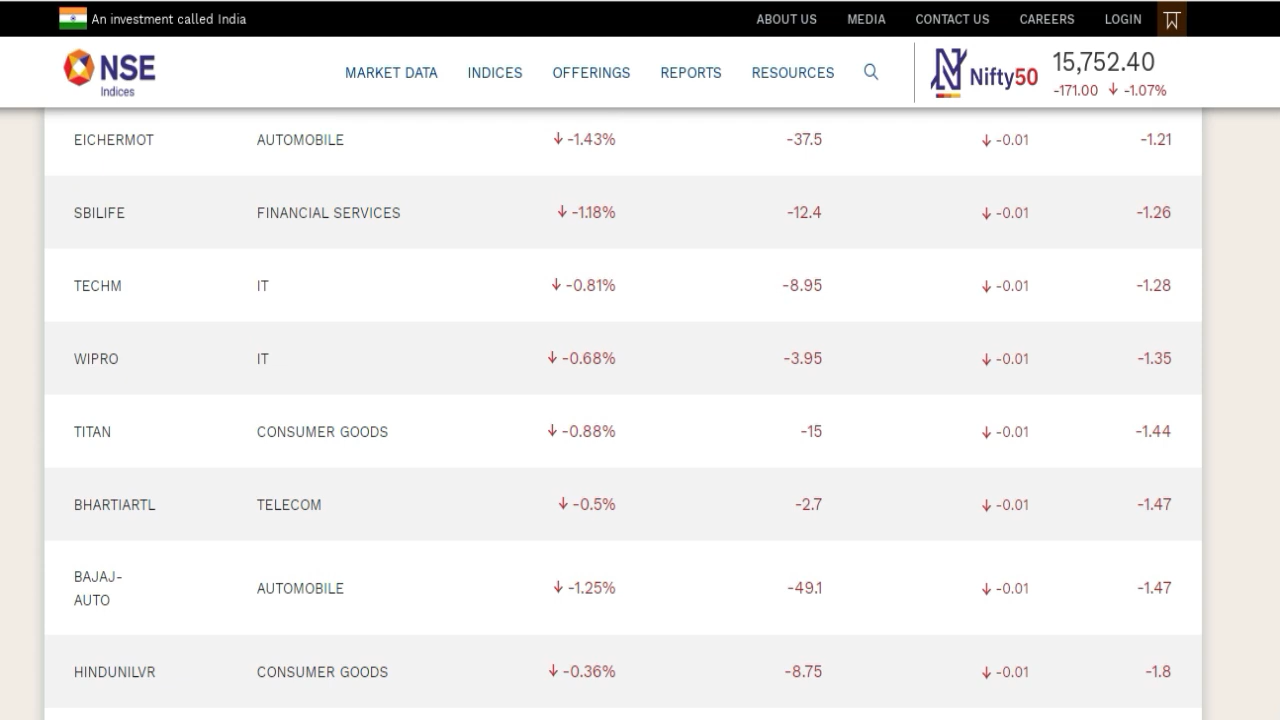 An investment called India ABOUT US MEDIA CONTACT US CAREERS LOGIN
NSE
Indices
MARKET DATA INDICES OFFERINGS REPORTS RESOURCES
Nifty50
15,752.40
-171.00 ↓ -1.07%
EICHERMOT AUTOMOBILE ↓ -1.43% -37.5 ↓ -0.01 -1.21
SBILIFE FINANCIAL SERVICES ↓ -1.18% -12.4 ↓ -0.01 -1.26
TECHM IT ↓ -0.81% -8.95 ↓ -0.01 -1.28
WIPRO IT ↓ -0.68% -3.95 ↓ -0.01 -1.35
TITAN CONSUMER GOODS ↓ -0.88% -15 ↓ -0.01 -1.44
BHARTIARTL TELECOM ↓ -0.5% -2.7 ↓ -0.01 -1.47
BAJAJ-
AUTO AUTOMOBILE ↓ -1.25% -49.1 ↓ -0.01 -1.47
HINDUNILVR CONSUMER GOODS ↓ -0.36% -8.75 ↓ -0.01 -1.8